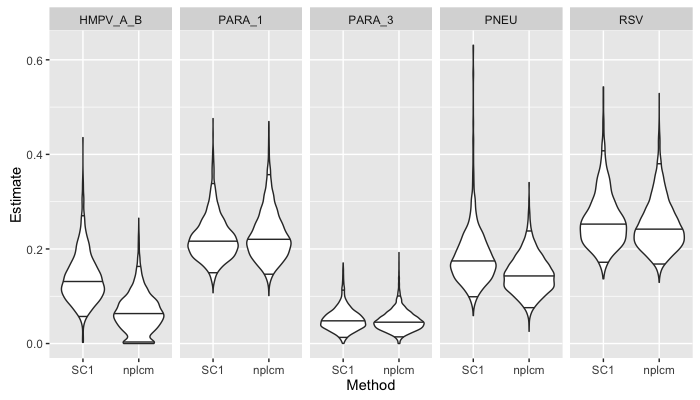 HMPV_A_B PARA_1 PARA_3 PNEU RSV
0.6
0.4
0.2
0.0
Estimate
SC1 nplcm SC1 nplcm SC1 nplcm SC1 nplcm SC1 nplcm
Method